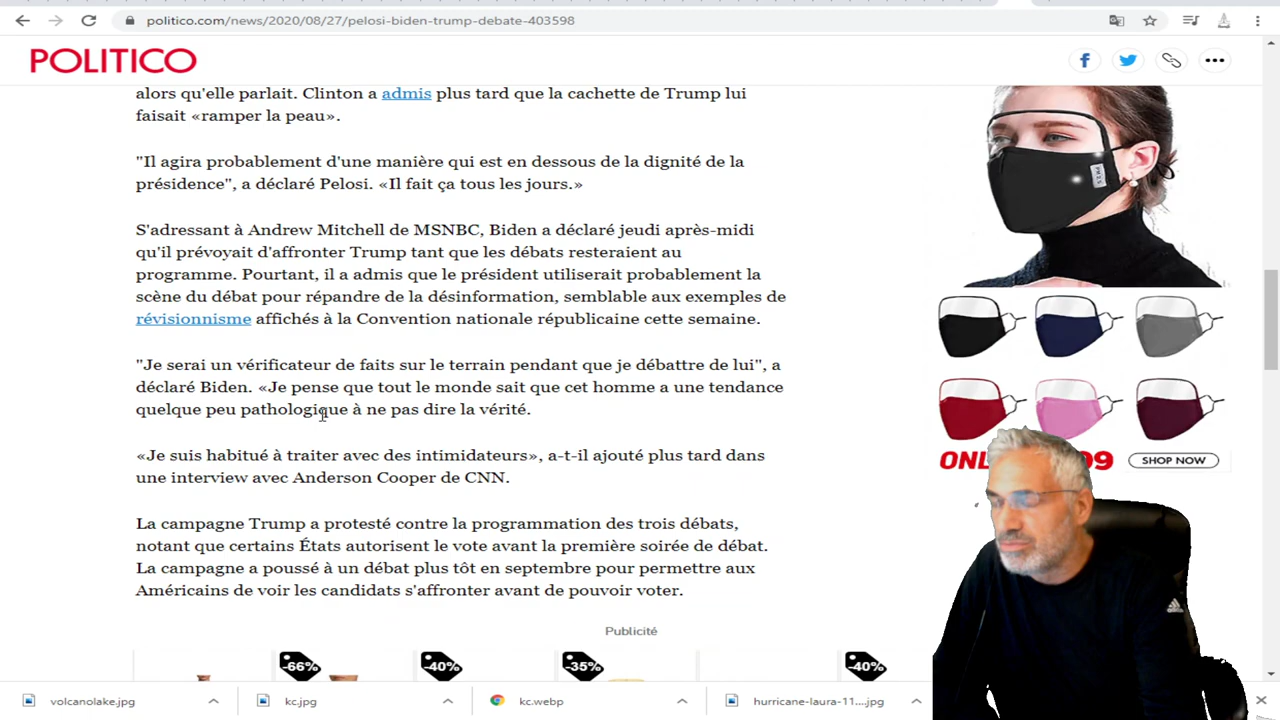 politico.com/news/2020/08/27/pelosi-biden-trump-debate-403598
POLITICO
alors qu'elle parlait. Clinton a admis plus tard que la cachette de Trump lui
faisait «ramper la peau».
"Il agira probablement d'une manière qui est en dessous de la dignité de la
présidence", a déclaré Pelosi. «Il fait ça tous les jours.»
S'adressant à Andrew Mitchell de MSNBC, Biden a déclaré jeudi après-midi
qu'il prévoyait d'affronter Trump tant que les débats resteraient au
programme. Pourtant, il a admis que le président utiliserait probablement la
scène du débat pour répandre de la désinformation, semblable aux exemples de
révisionnisme affichés à la Convention nationale républicaine cette semaine.
"Je serai un vérificateur de faits sur le terrain pendant que je débattre de lui", a
déclaré Biden. «Je pense que tout le monde sait que cet homme a une tendance
quelque peu pathologique à ne pas dire la vérité.
«Je suis habitué à traiter avec des intimidateurs», a-t-il ajouté plus tard dans
une interview avec Anderson Cooper de CNN.
La campagne Trump a protesté contre la programmation des trois débats,
notant que certains États autorisent le vote avant la première soirée de débat.
La campagne a poussé à un débat plus tôt en septembre pour permettre aux
Américains de voir les candidats s'affronter avant de pouvoir voter.
Publicité
-66%
-40%
-35%
-40%
SHOP NOW
volcanolake.jpg
kc.jpg
kc.webp
hurricane-laura-11....jpg